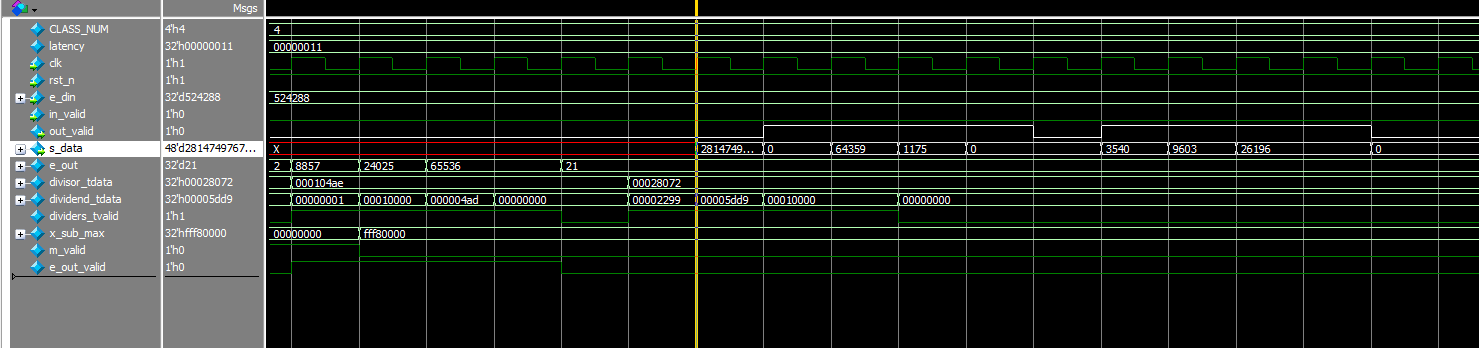 Msgs
CLASS_NUM 4'h4 4
latency 32'h00000011 00000011
clk 1'h1
rst_n 1'h1
e_din 32'd524288 524288
in_valid 1'h0
out_valid 1'h0
s_data 48'd2814749767... X 2814749... 0 64359 1175 0 3540 9603 26196 0
e_out 32'd21 2 8857 24025 65536 21
divisor_tdata 32'h00028072 000104ae 00028072
dividend_tdata 32'h00005dd9 00000001 00010000 000004ad 00000000 00002299 00005dd9 00010000 00000000
dividers_tvalid 1'h1
x_sub_max 32'hfff80000 00000000 fff80000
m_valid 1'h0
e_out_valid 1'h0